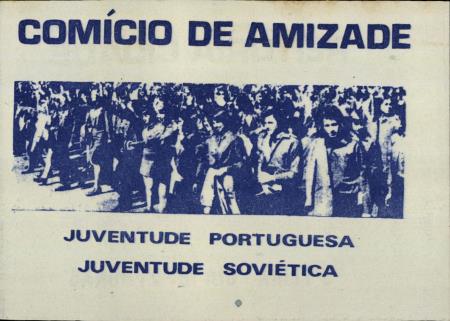 COMÍCIO DE AMIZADE
JUVENTUDE PORTUGUESA
JUVENTUDE SOVIÉTICA